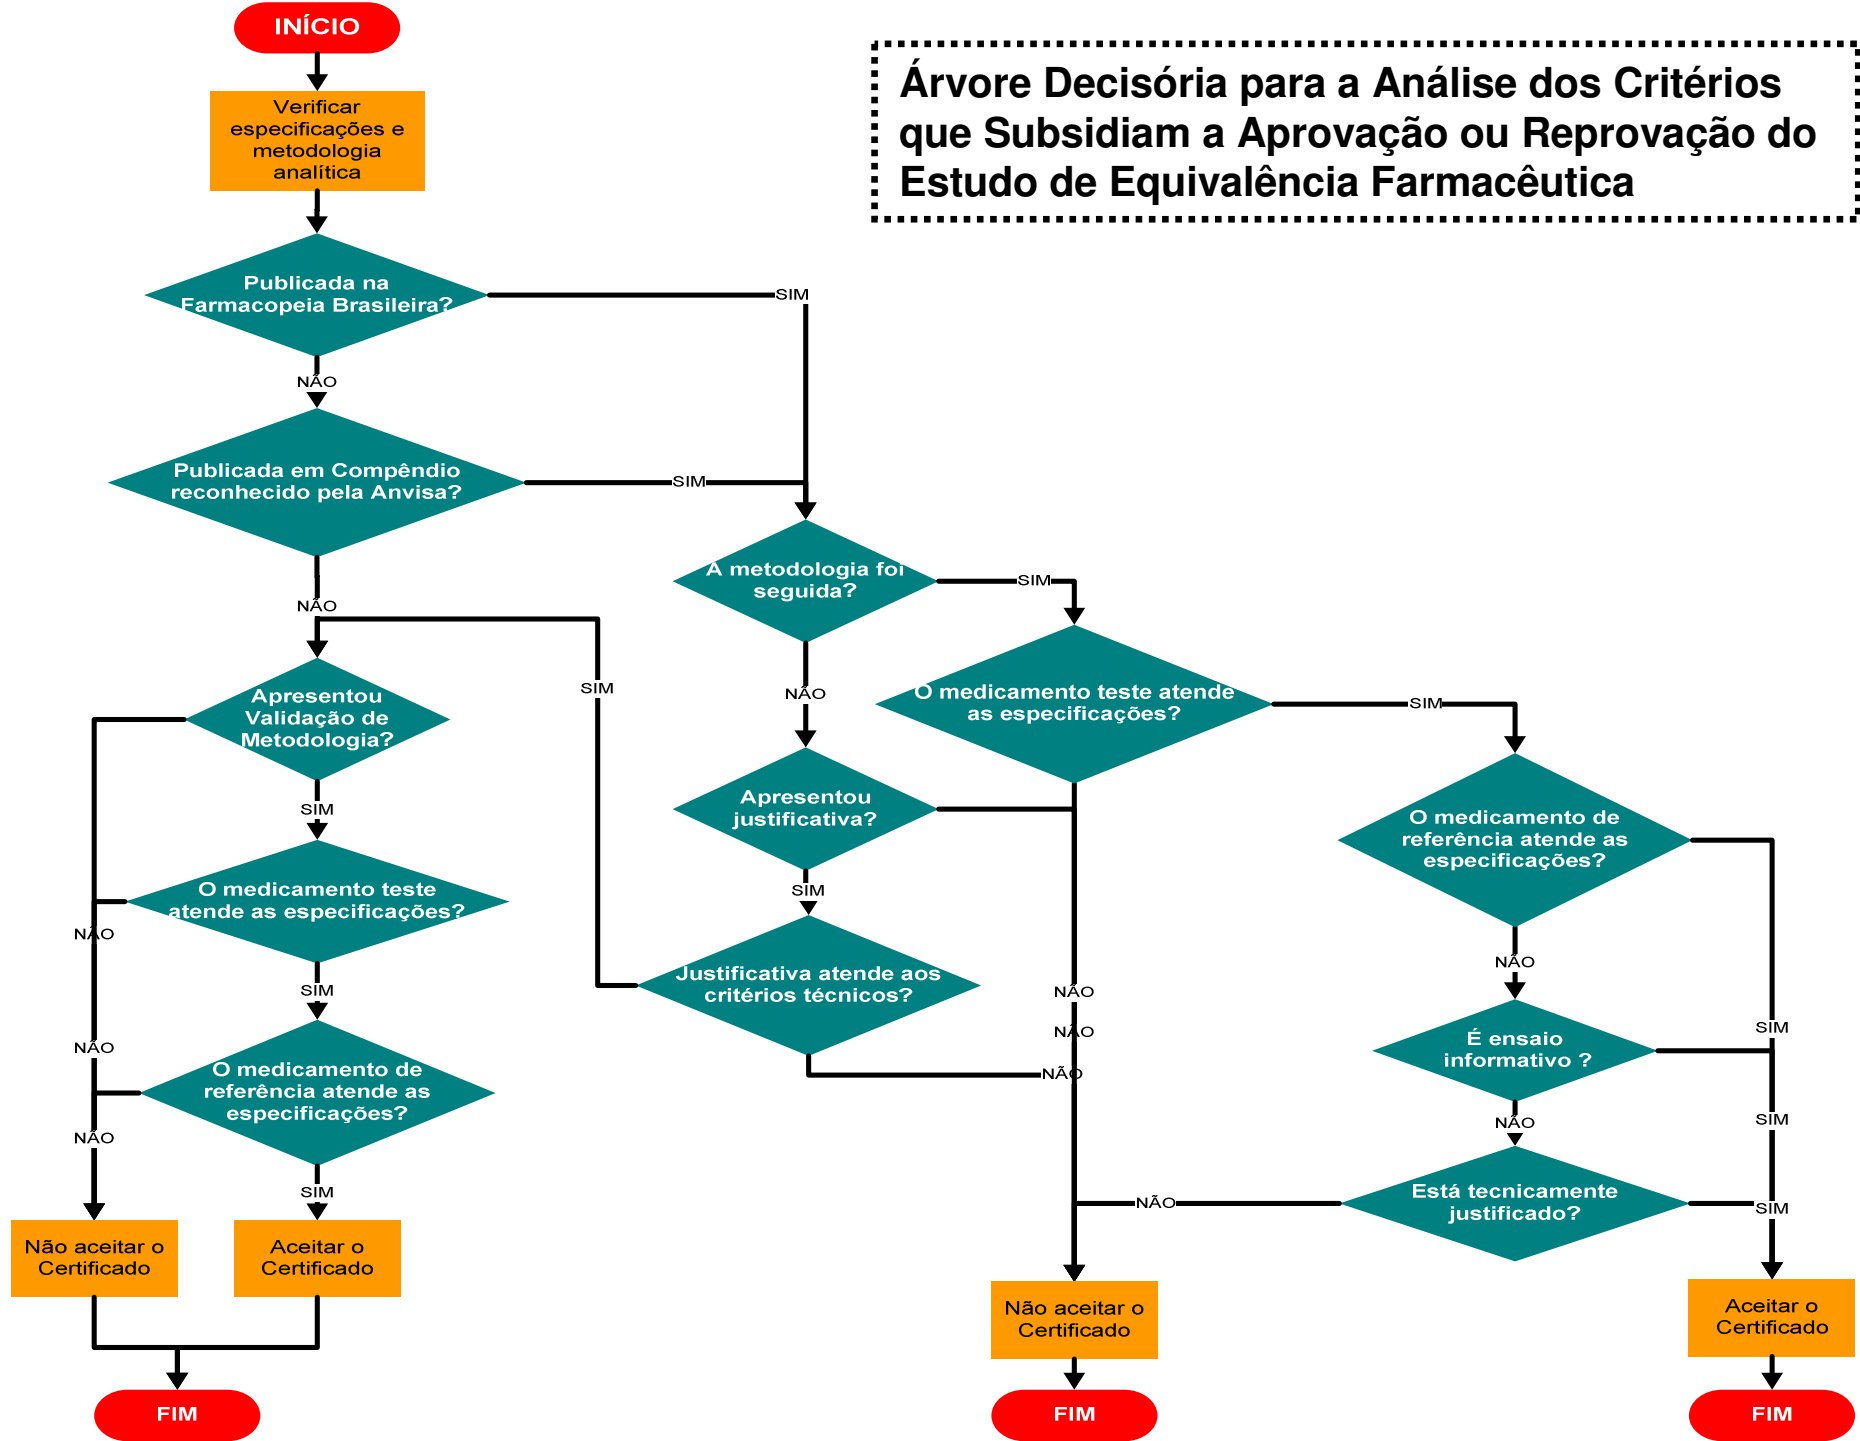 INÍCIO
Árvore Decisória para a Análise dos Critérios
que Subsidiam a Aprovação ou Reprovação do
Estudo de Equivalência Farmacêutica
Verificar
especificações e
metodologia
analítica
Publicada na
Farmacopeia Brasileira?
SIM
NÃO
Publicada em Compêndio
reconhecido pela Anvisa?
SIM
NÃO
A metodologia foi
seguida?
SIM
NÃO
O medicamento teste atende
as especificações?
SIM
NÃO
Apresentou
Validação de
Metodologia?
SIM
NÃO
SIM
Apresentou
justificativa?
SIM
NÃO
O medicamento de
referência atende as
especificações?
NÃO
SIM
O medicamento teste
atende as especificações?
SIM
NÃO
Justificativa atende aos
critérios técnicos?
NÃO
É ensaio
informativo ?
NÃO
SIM
O medicamento de
referência atende as
especificações?
SIM
NÃO
Está tecnicamente
justificado?
NÃO
SIM
Não aceitar o
Certificado
Aceitar o
Certificado
Não aceitar o
Certificado
Aceitar o
Certificado
FIM
FIM
FIM